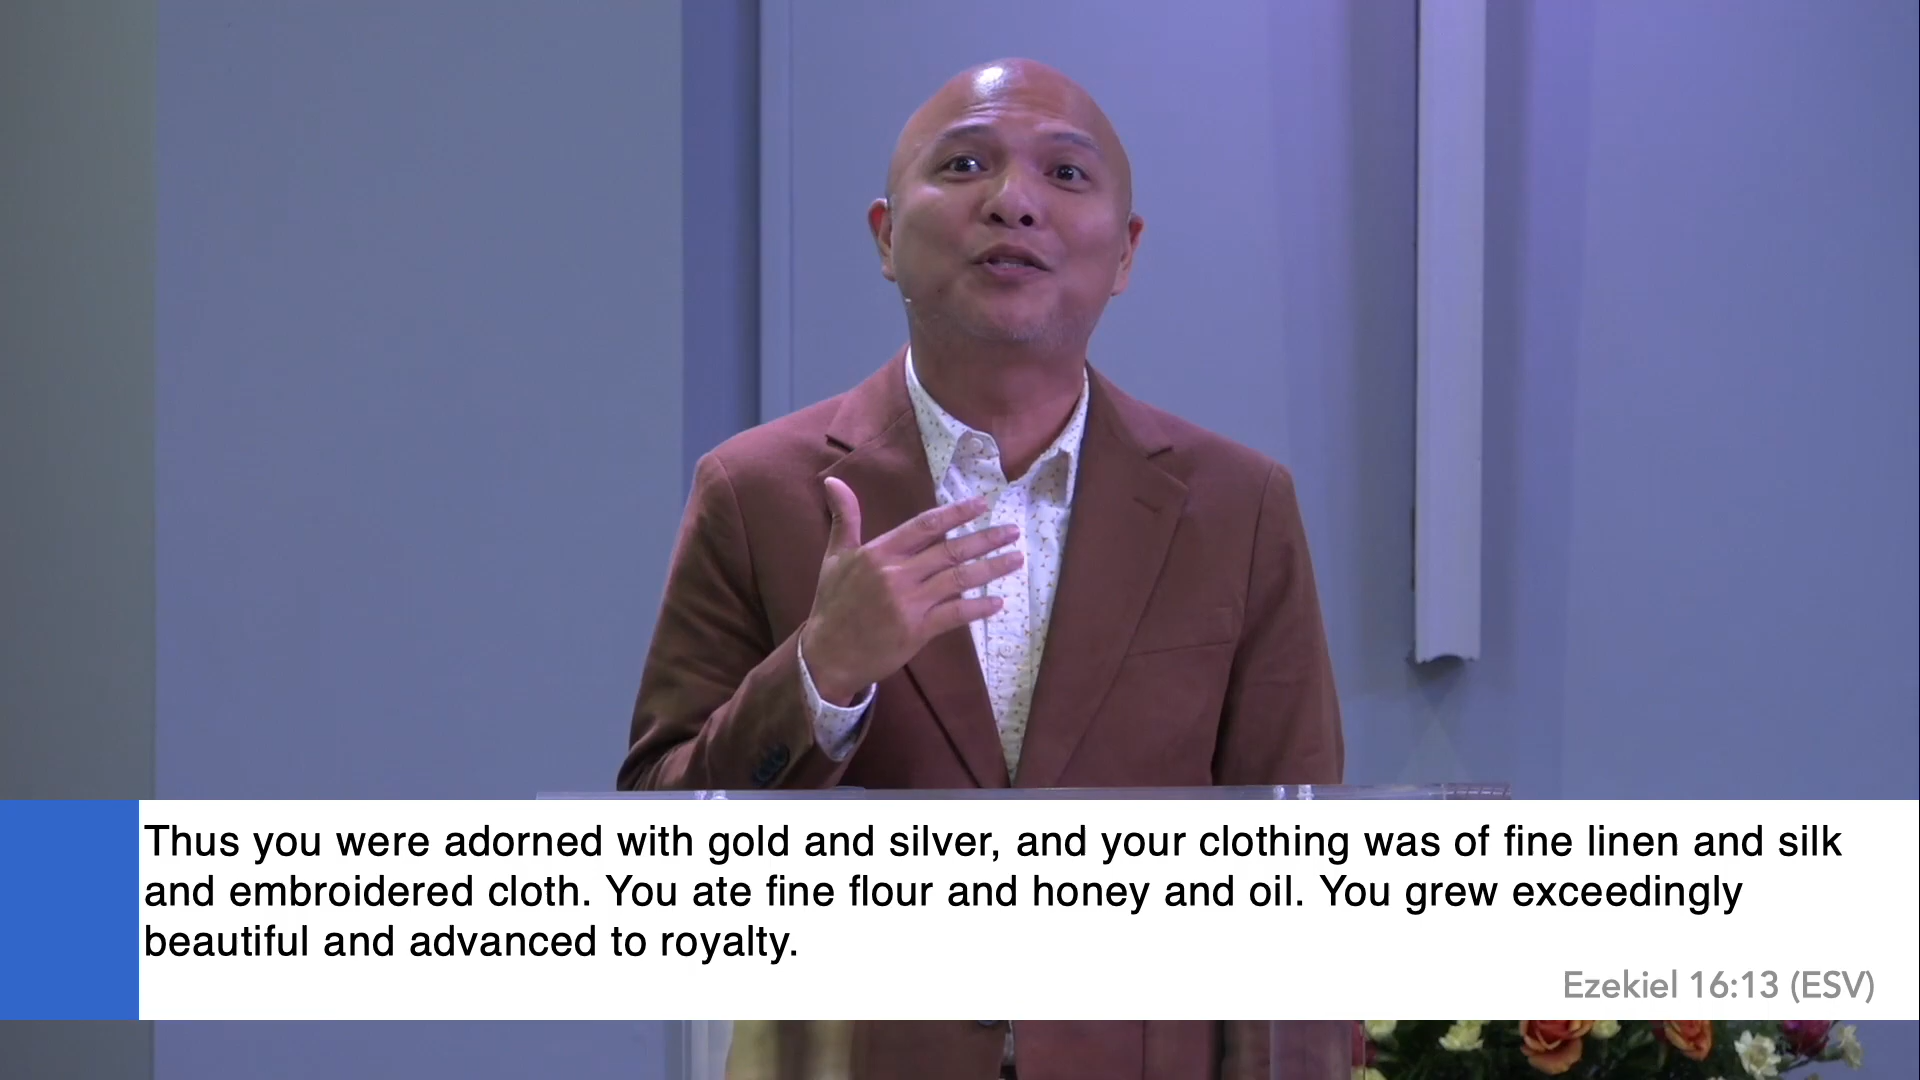 Thus you were adorned with gold and silver, and your clothing was of fine linen and silk
and embroidered cloth. You ate fine flour and honey and oil. You grew exceedingly
beautiful and advanced to royalty.
Ezekiel 16:13 (ESV)